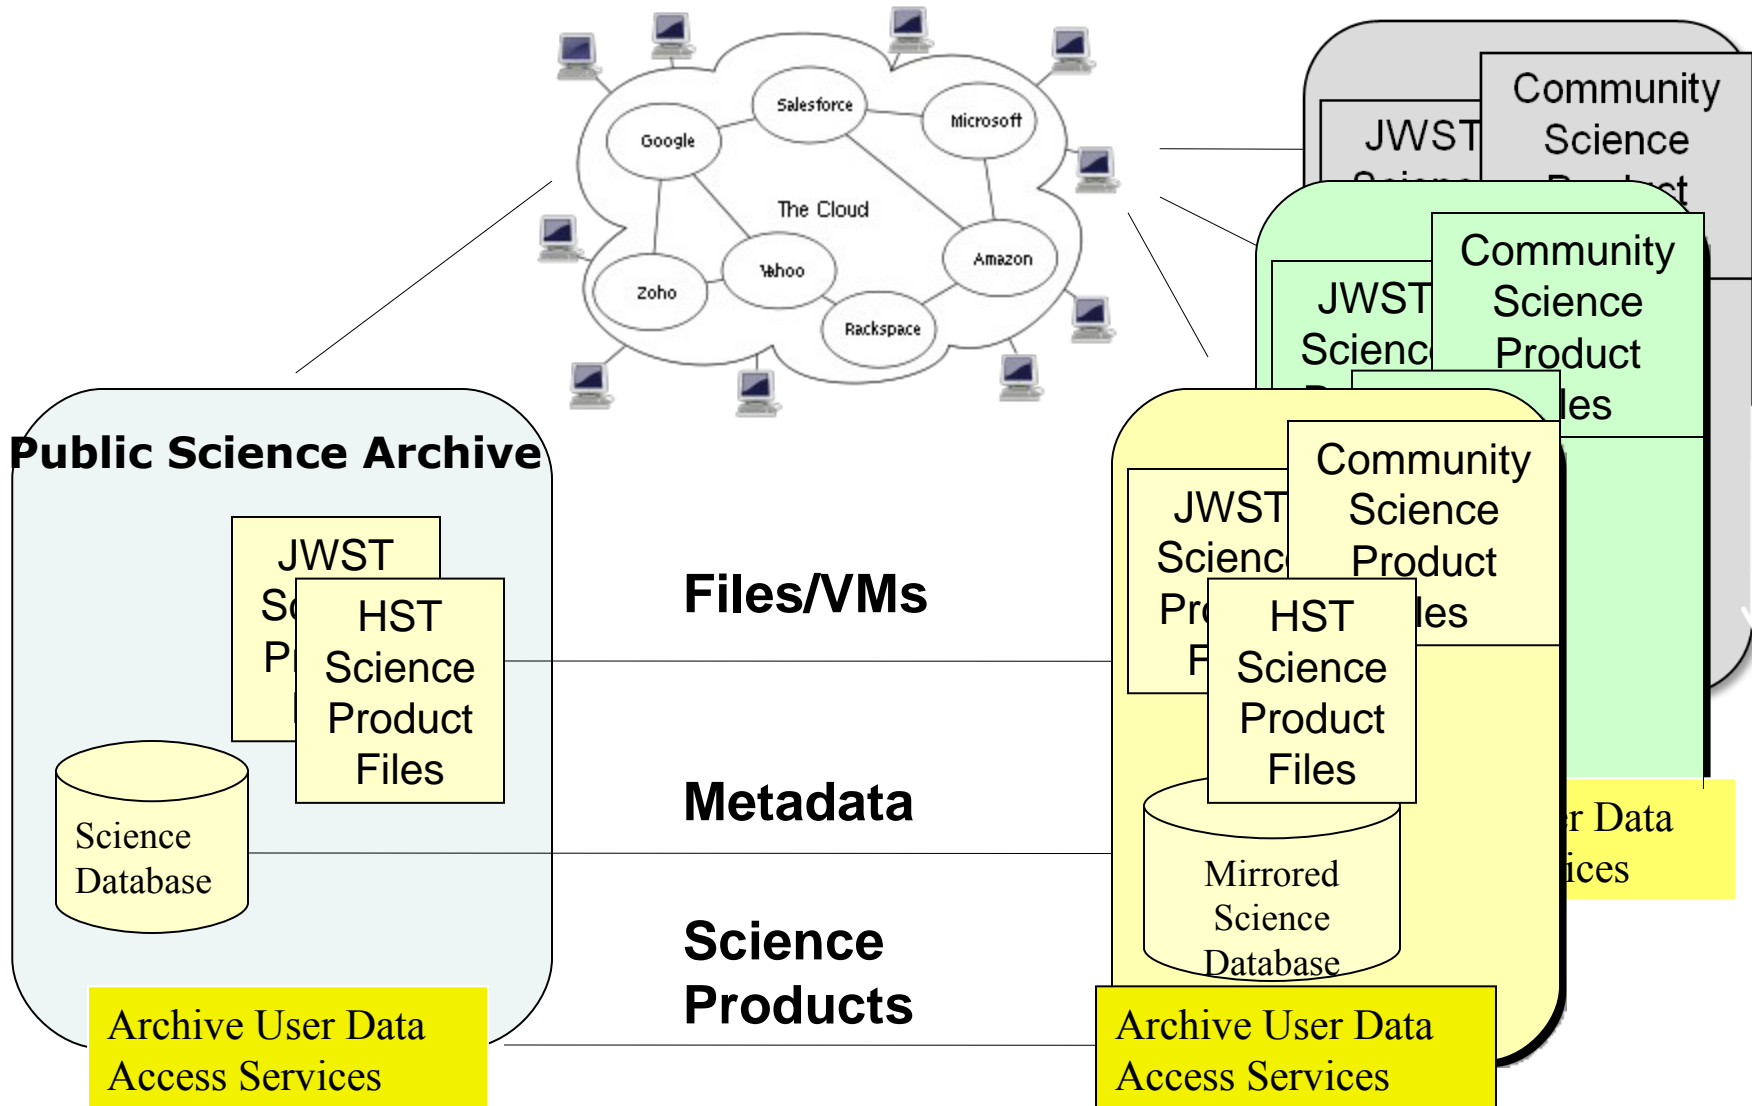 Salesforce
Microsoft
Google
The Cloud
Yahoo
Amazon
Zoho
Rackspace
Community
Science
Product
JWST
Community
Science
Product
JWST
Public Science Archive
JWST
HST
Science
Product
Files
Science
Database
Archive User Data
Access Services
Files/VMs
Metadata
Science
Products
Community
Science
Product
JWST
HST
Science
Product
Files
Mirrored
Science
Database
Archive User Data
Access Services
Data